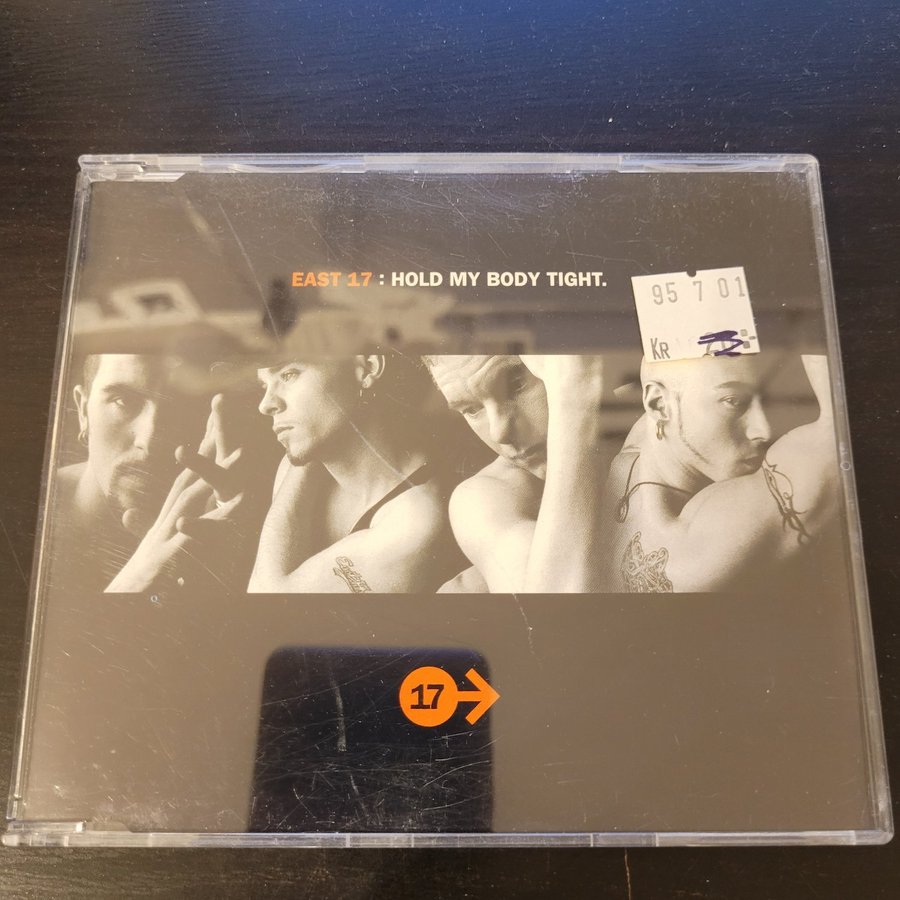 EAST 17 : HOLD MY BODY TIGHT.
95 7 01
KR
17